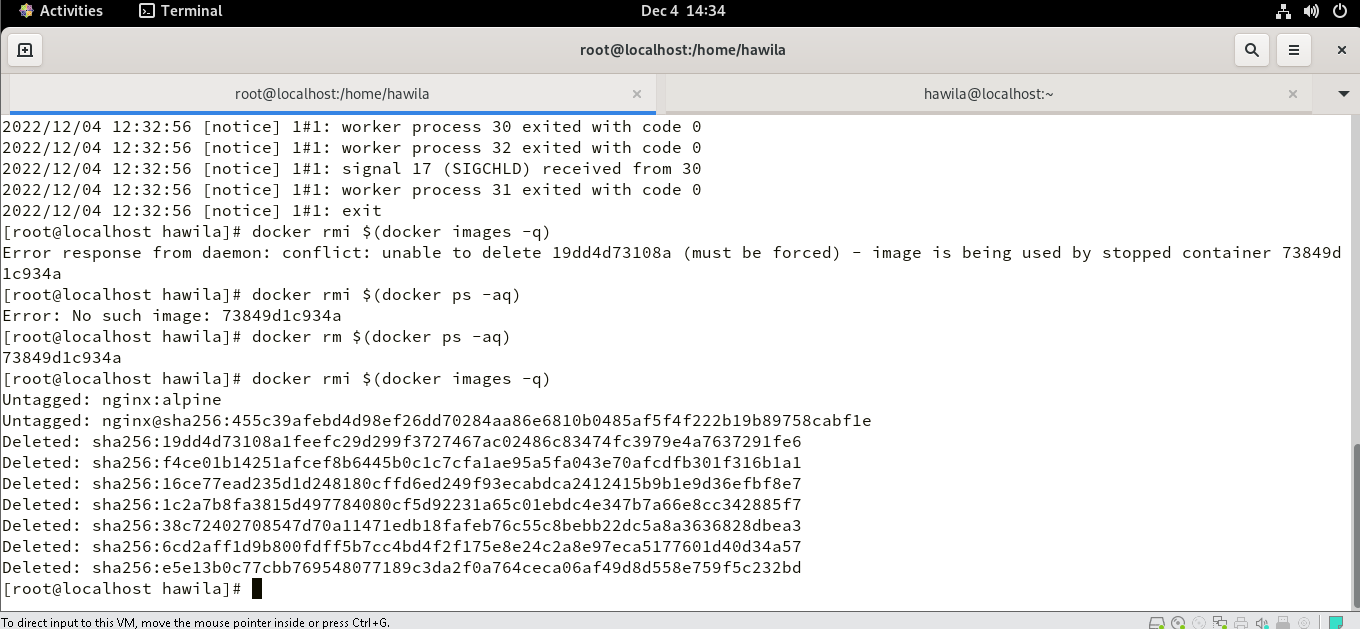 Activities Terminal Dec 4 14:34
root@localhost:/home/hawila
root@localhost:/home/hawila × hawila@localhost:~ ×
2022/12/04 12:32:56 [notice] 1#1: worker process 30 exited with code 0
2022/12/04 12:32:56 [notice] 1#1: worker process 32 exited with code 0
2022/12/04 12:32:56 [notice] 1#1: signal 17 (SIGCHLD) received from 30
2022/12/04 12:32:56 [notice] 1#1: worker process 31 exited with code 0
2022/12/04 12:32:56 [notice] 1#1: exit
[root@localhost hawila]# docker rmi $(docker images -q)
Error response from daemon: conflict: unable to delete 19dd4d73108a (must be forced) - image is being used by stopped container 73849d
1c934a
[root@localhost hawila]# docker rmi $(docker ps -aq)
Error: No such image: 73849d1c934a
[root@localhost hawila]# docker rm $(docker ps -aq)
73849d1c934a
[root@localhost hawila]# docker rmi $(docker images -q)
Untagged: nginx:alpine
Untagged: nginx@sha256:455c39afebd4d98ef26dd70284aa86e6810b0485af5f4f222b19b89758cabf1e
Deleted: sha256:19dd4d73108a1feefc29d299f3727467ac02486c83474fc3979e4a7637291fe6
Deleted: sha256:f4ce01b14251afcef8b6445b0c1c7cfa1ae95a5fa043e70afcdfb301f316b1a1
Deleted: sha256:16ce77ead235d1d248180cffd6ed249f93ecabdca2412415b9b1e9d36efbf8e7
Deleted: sha256:1c2a7b8fa3815d497784080cf5d92231a65c01ebdc4e347b7a66e8cc342885f7
Deleted: sha256:38c72402708547d70a11471edb18fafeb76c55c8bebb22dc5a8a3636828dbea3
Deleted: sha256:6cd2aff1d9b800fdff5b7cc4bd4f2f175e8e24c2a8e97eca5177601d40d34a57
Deleted: sha256:e5e13b0c77cbb769548077189c3da2f0a764ceca06af49d8d558e759f5c232bd
[root@localhost hawila]#
To direct input to this VM, move the mouse pointer inside or press Ctrl+G.